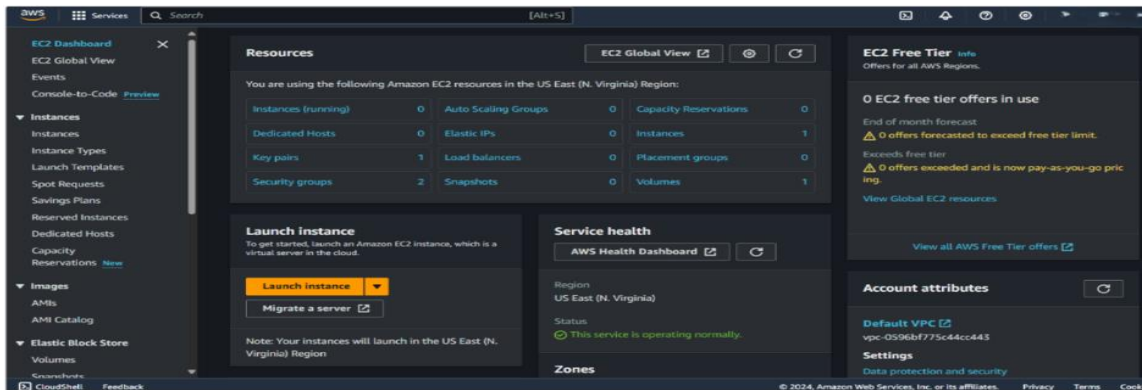 aws Services Search [Alt+S]
EC2 Dashboard
EC2 Global View
Events
Console-to-Code Preview
Instances
Instances
Instance Types
Launch Templates
Spot Requests
Savings Plans
Reserved Instances
Dedicated Hosts
Capacity
Reservations New
Images
AMIs
AMI Catalog
Elastic Block Store
Volumes
Snapshots
Resources
EC2 Global View
You are using the following Amazon EC2 resources in the US East (N. Virginia) Region:
Instances (running) 0 Auto Scaling Groups 0 Capacity Reservations 0
Dedicated Hosts 0 Elastic IPs 0 Instances 1
Key pairs 1 Load balancers 0 Placement groups 0
Security groups 2 Snapshots 0 Volumes 1
Launch instance
To get started, launch an Amazon EC2 instance, which is a
virtual server in the cloud.
Launch instance
Migrate a server
Note: Your instances will launch in the US East (N.
Virginia) Region
Service health
AWS Health Dashboard
Region
US East (N. Virginia)
Status
This service is operating normally.
Zones
EC2 Free Tier Info
Offers for all AWS Regions.
0 EC2 free tier offers in use
End of month forecast
0 offers forecasted to exceed free tier limit.
Exceeds free tier
0 offers exceeded and is now pay-as-you-go pric
ing.
View Global EC2 resources
View all AWS Free Tier offers
Account attributes
Default VPC
vpc-0596bf775c44cc443
Settings
Data protection and security
CloudShell Feedback © 2024, Amazon Web Services, Inc. or its affiliates. Privacy Terms Cook